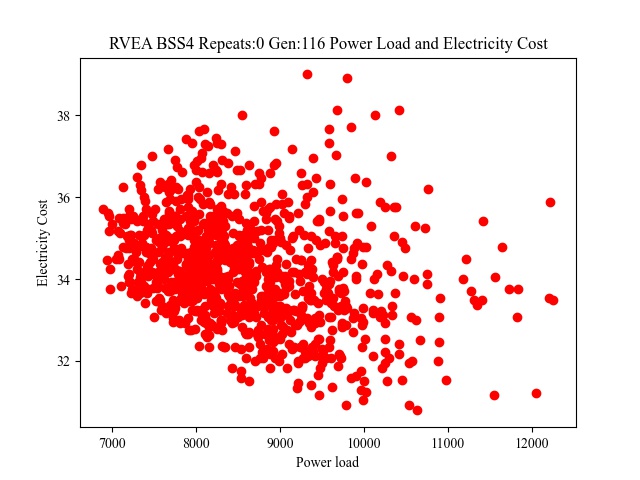 RVEA BSS4 Repeats:0 Gen:116 Power Load and Electricity Cost
38
36
34
32
Electricity Cost
7000 8000 9000 10000 11000 12000
Power load